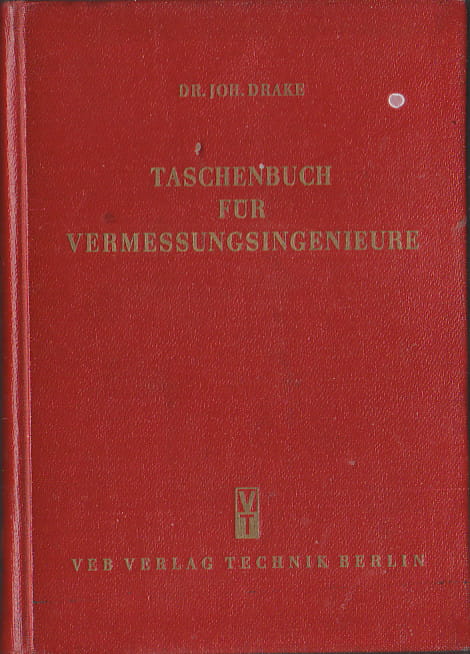 DR. JOH. DRAKE
TASCHENBUCH
FÜR
VERMESSUNGSINGENIEURE
VT
VEB VERLAG TECHNIK BERLIN